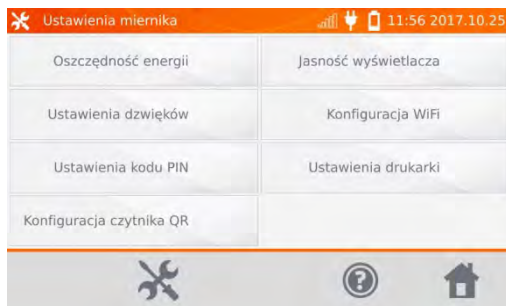 Ustawienia miernika 11:56 2017.10.25
Oszczędność energii Jasność wyświetlacza
Ustawienia dzwięków Konfiguracja WiFi
Ustawienia kodu PIN Ustawienia drukarki
Konfiguracja czytnika QR